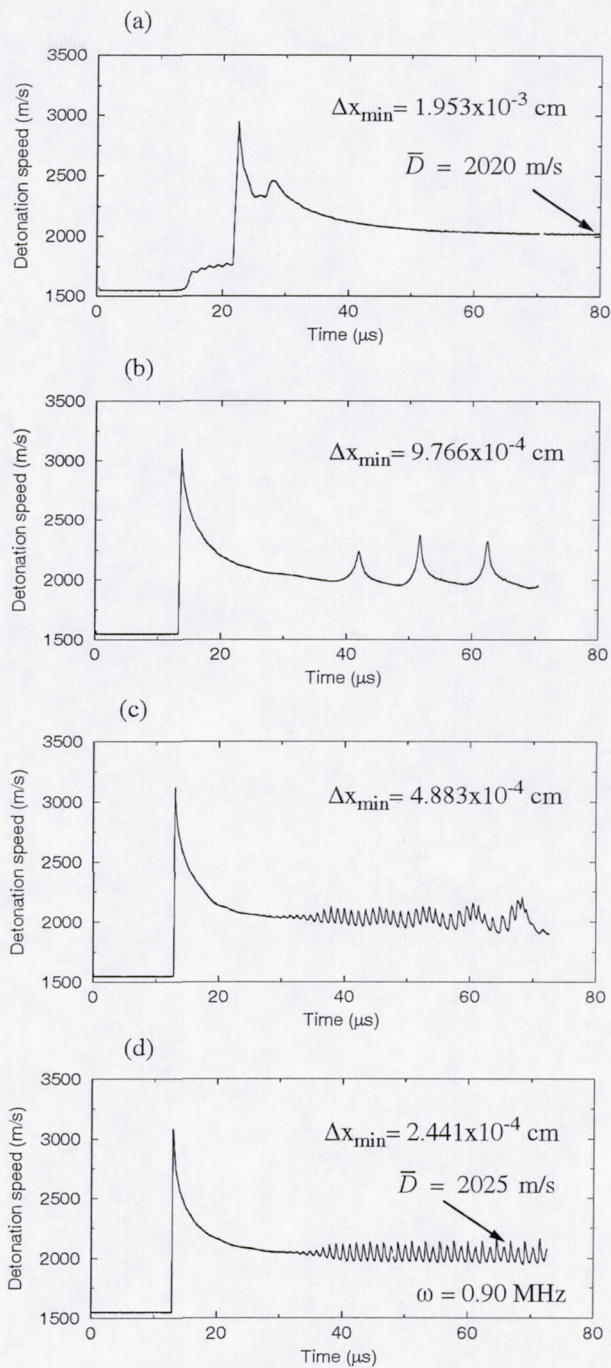 (a)
3500
3000
2500
2000
1500
Detonation speed (m/s)
Δx_min= 1.953x10^-3 cm
D̅ = 2020 m/s
0 20 40 60 80
Time (μs)
(b)
3500
3000
2500
2000
1500
Detonation speed (m/s)
Δx_min= 9.766x10^-4 cm
0 20 40 60 80
Time (μs)
(c)
3500
3000
2500
2000
1500
Detonation speed (m/s)
Δx_min= 4.883x10^-4 cm
0 20 40 60 80
Time (μs)
(d)
3500
3000
2500
2000
1500
Detonation speed (m/s)
Δx_min= 2.441x10^-4 cm
D̅ = 2025 m/s
ω = 0.90 MHz
0 20 40 60 80
Time (μs)